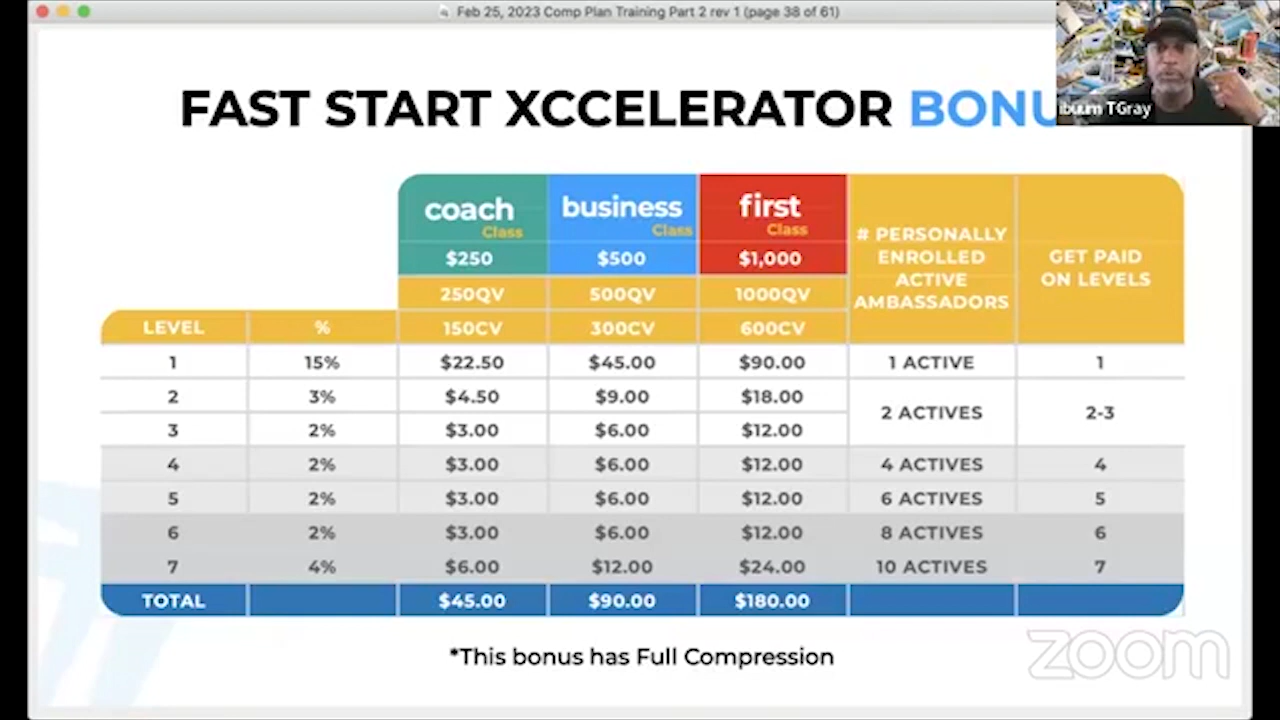 Feb 25, 2023 Comp Plan Training Part 2 rev 1 (page 38 of 61)
FAST START XCCELERATOR BONU
ibuum TGray
coach Class
business Class
first Class
# PERSONALLY
ENROLLED
ACTIVE
AMBASSADORS
GET PAID
ON LEVELS
$250 $500 $1,000
250QV 500QV 1000QV
LEVEL % 150CV 300CV 600CV
1 15% $22.50 $45.00 $90.00 1 ACTIVE 1
2 3% $4.50 $9.00 $18.00
2 ACTIVES 2-3
3 2% $3.00 $6.00 $12.00
4 2% $3.00 $6.00 $12.00 4 ACTIVES 4
5 2% $3.00 $6.00 $12.00 6 ACTIVES 5
6 2% $3.00 $6.00 $12.00 8 ACTIVES 6
7 4% $6.00 $12.00 $24.00 10 ACTIVES 7
TOTAL $45.00 $90.00 $180.00
*This bonus has Full Compression
zoom